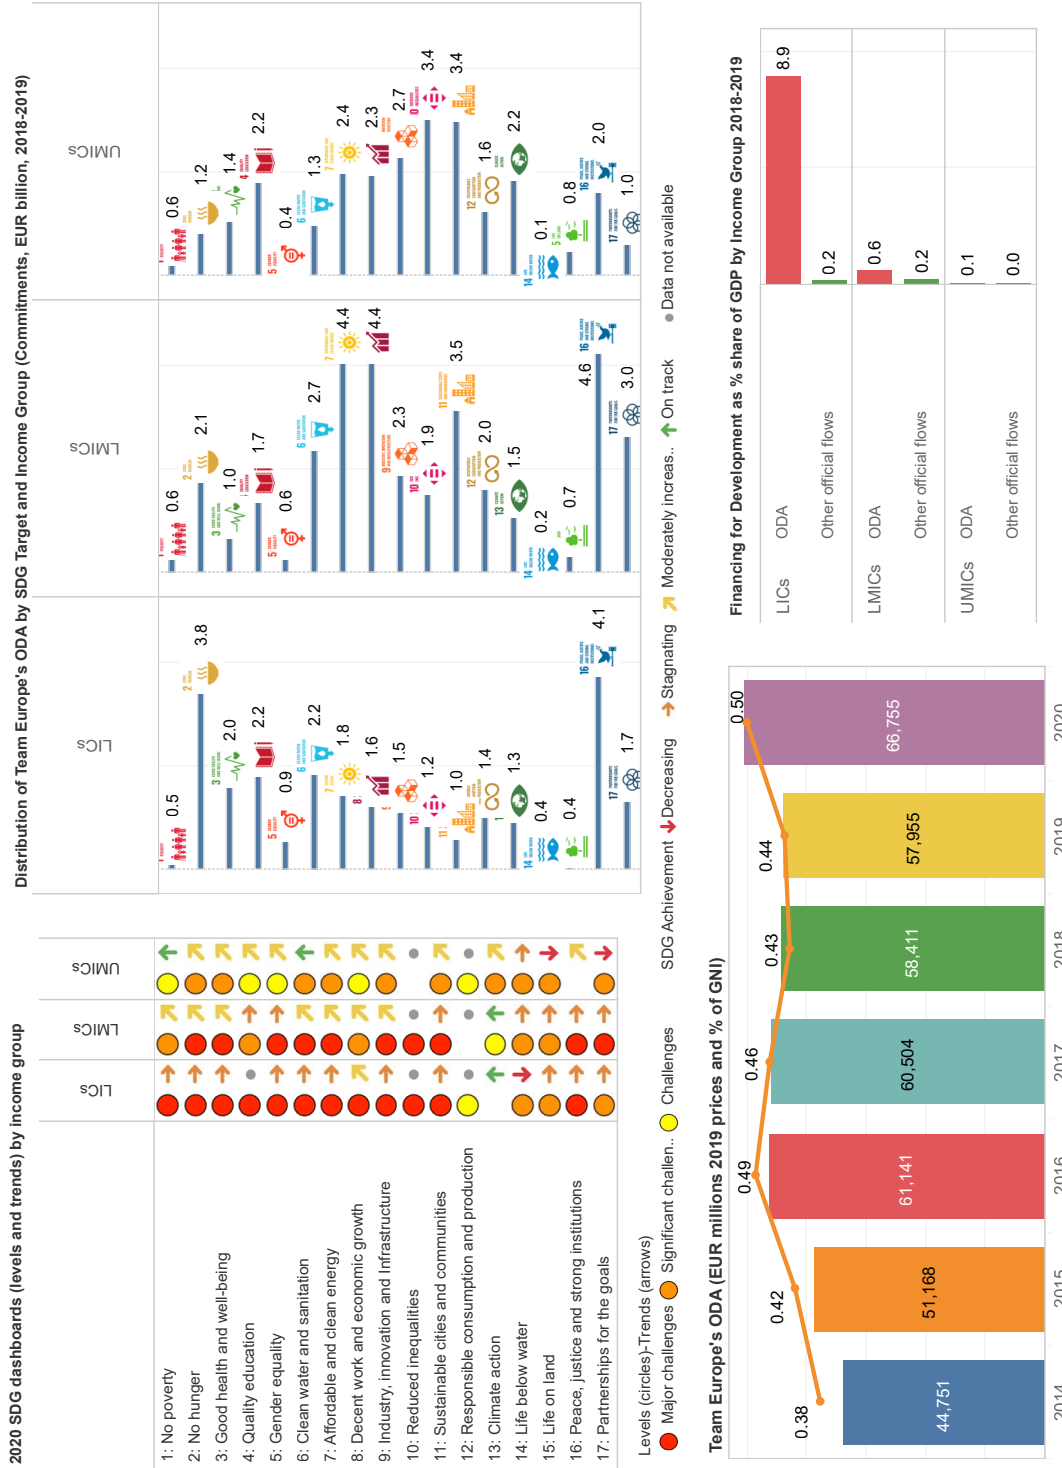 2020 SDG dashboards (levels and trends) by income group
LICs
LMICs
UMICs
1: No poverty
2: No hunger
3: Good health and well-being
4: Quality education
5: Gender equality
6: Clean water and sanitation
7: Affordable and clean energy
8: Decent work and economic growth
9: Industry, innovation and Infrastructure
10: Reduced inequalities
11: Sustainable cities and communities
12: Responsible consumption and production
13: Climate action
14: Life below water
15: Life on land
16: Peace, justice and strong institutions
17: Partnerships for the goals
Levels (circles)-Trends (arrows)
Major challenges
Significant challen..
Challenges
SDG Achievement
Decreasing
Stagnating
Moderately increas..
On track
Data not available
Distribution of Team Europe's ODA by SDG Target and Income Group (Commitments, EUR billion, 2018-2019)
LICs
0.5
3.8
2.0
2.2
0.9
2.2
1.8
1.6
1.5
1.2
1.0
1.4
1.3
0.4
0.4
4.1
1.7
LMICs
0.6
2.1
1.0
1.7
0.6
2.7
4.4
4.4
2.3
1.9
3.5
2.0
1.5
0.2
0.7
4.6
3.0
UMICs
0.6
1.2
1.4
2.2
0.4
1.3
2.4
2.3
2.7
3.4
3.4
1.6
2.2
0.1
0.8
2.0
1.0
Team Europe's ODA (EUR millions 2019 prices and % of GNI)
0.38
0.42
0.49
0.46
0.43
0.44
0.50
44,751
51,168
61,141
60,504
58,411
57,955
66,755
2014
2015
2016
2017
2018
2019
2020
Financing for Development as % share of GDP by Income Group 2018-2019
LICs
ODA
8.9
Other official flows
0.2
LMICs
ODA
0.6
Other official flows
0.2
UMICs
ODA
0.1
Other official flows
0.0